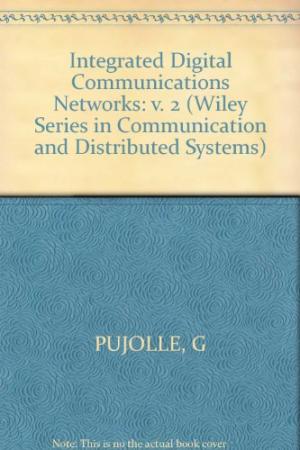 Integrated Digital
Communications
Networks: v. 2 (Wiley
Series in Communication
and Distributed Systems)
PUJOLLE, G
Note: This is no the actual book cover